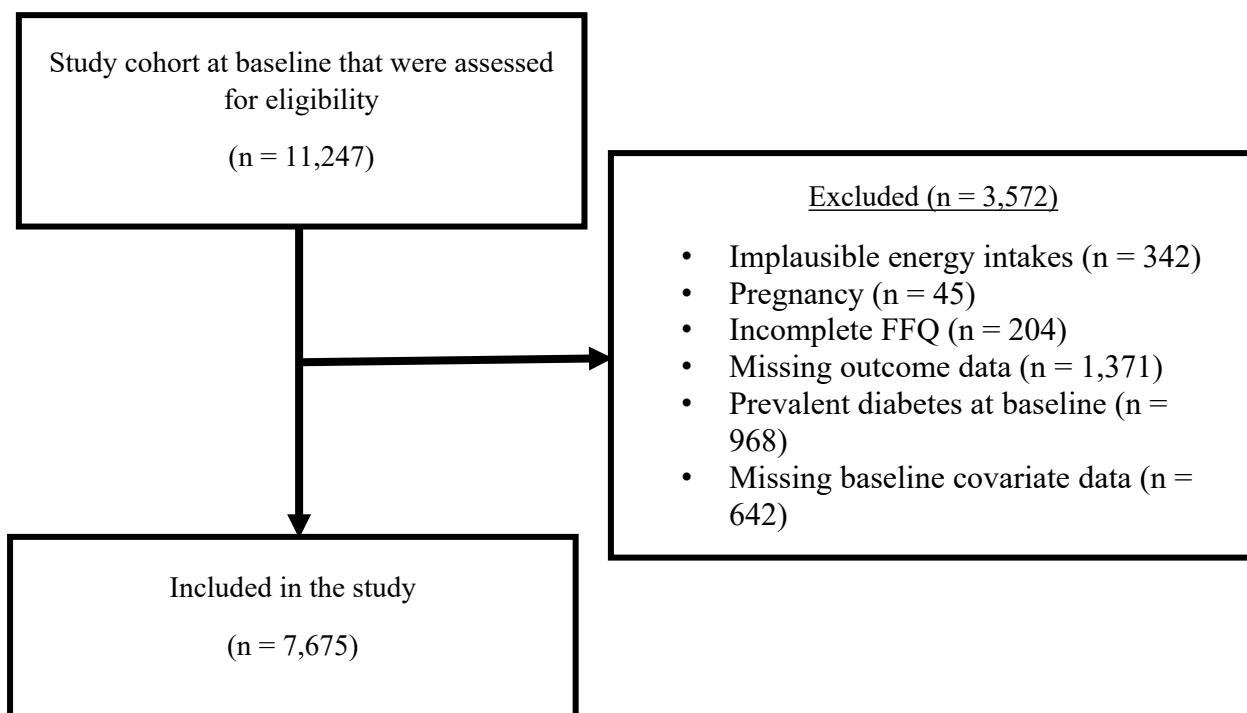 Study cohort at baseline that were assessed
for eligibility
(n = 11,247)
Excluded (n = 3,572)
• Implausible energy intakes (n = 342)
• Pregnancy (n = 45)
• Incomplete FFQ (n = 204)
• Missing outcome data (n = 1,371)
• Prevalent diabetes at baseline (n =
968)
• Missing baseline covariate data (n =
642)
Included in the study
(n = 7,675)